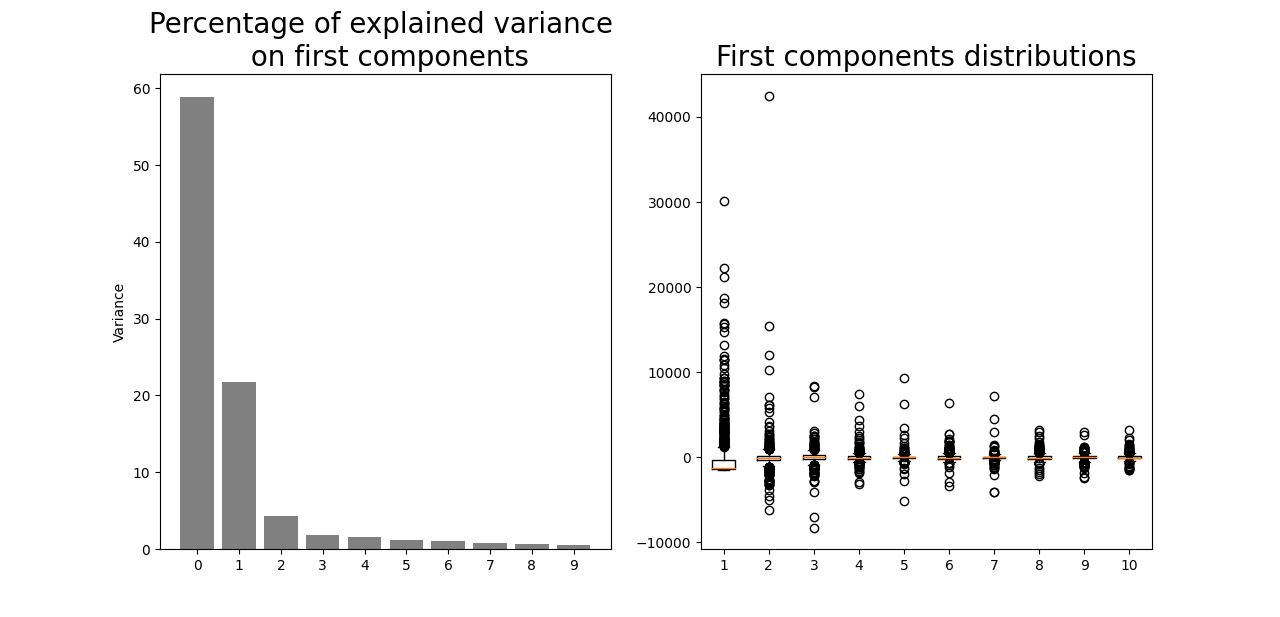 Percentage of explained variance
on first components
60
50
40
30
20
10
0
Variance
0 1 2 3 4 5 6 7 8 9
First components distributions
40000
30000
20000
10000
0
−10000
1 2 3 4 5 6 7 8 9 10